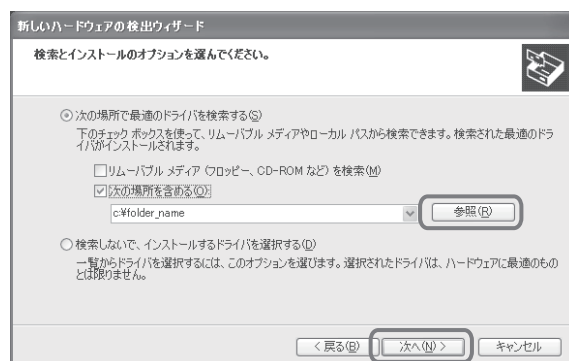 新しいハードウェアの検出ウィザード
検索とインストールのオプションを選んでください。
次の場所で最適のドライバを検索する(S)
下のチェック ボックスを使って、リムーバブル メディアやローカル パスから検索できます。検索された最適のドラ
イバがインストールされます。
リムーバブル メディア (フロッピー、CD-ROM など) を検索(M)
次の場所を含める(O):
c:¥folder_name
参照(R)
検索しないで、インストールするドライバを選択する(D)
一覧からドライバを選択するには、このオプションを選びます。選択されたドライバは、ハードウェアに最適のもの
とは限りません。
< 戻る(B)
次へ(N) >
キャンセル